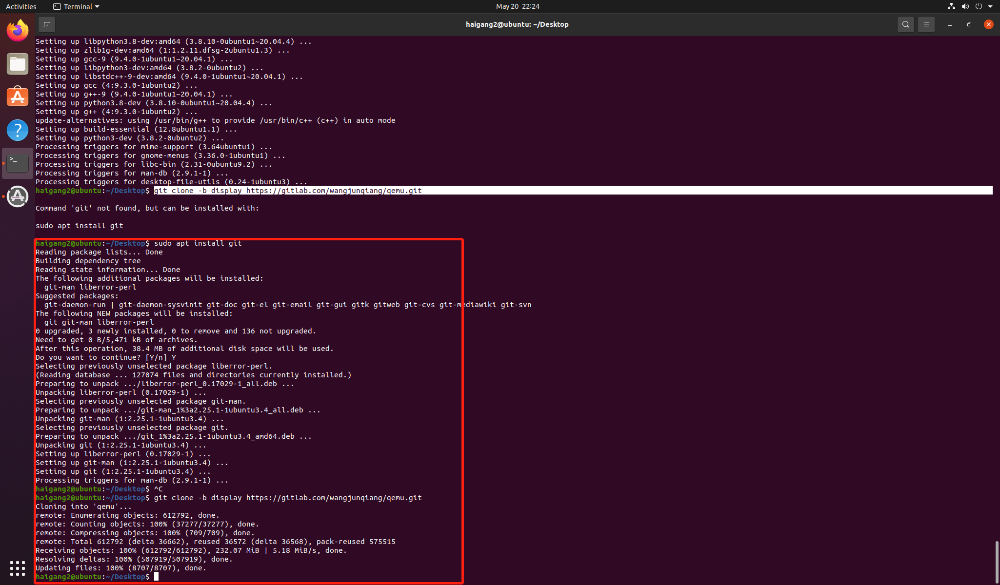 Activities
Terminal
May 20 22:24
haigang2@ubuntu: ~/Desktop
Setting up libpython3.8-dev:amd64 (3.8.10-0ubuntu1~20.04.4) ...
Setting up zlib1g-dev:amd64 (1:1.2.11.dfsg-2ubuntu1.3) ...
Setting up gcc-9 (9.4.0-1ubuntu1~20.04.1) ...
Setting up libpython3-dev:amd64 (3.8.2-0ubuntu2) ...
Setting up libstdc++-9-dev:amd64 (9.4.0-1ubuntu1~20.04.1) ...
Setting up gcc (4:9.3.0-1ubuntu2) ...
Setting up g++-9 (9.4.0-1ubuntu1~20.04.1) ...
Setting up python3.8-dev (3.8.10-0ubuntu1~20.04.4) ...
Setting up g++ (4:9.3.0-1ubuntu2) ...
update-alternatives: using /usr/bin/g++ to provide /usr/bin/c++ (c++) in auto mode
Setting up build-essential (12.8ubuntu1.1) ...
Setting up python3-dev (3.8.2-0ubuntu2) ...
Processing triggers for mime-support (3.64ubuntu1) ...
Processing triggers for gnome-menus (3.36.0-1ubuntu1) ...
Processing triggers for libc-bin (2.31-0ubuntu9.2) ...
Processing triggers for man-db (2.9.1-1) ...
Processing triggers for desktop-file-utils (0.24-1ubuntu3) ...
haigang2@ubuntu:~/Desktop$ git clone -b display https://gitlab.com/wangjunqiang/qemu.git
Command 'git' not found, but can be installed with:
sudo apt install git
haigang2@ubuntu:~/Desktop$ sudo apt install git
Reading package lists... Done
Building dependency tree
Reading state information... Done
The following additional packages will be installed:
  git-man liberror-perl
Suggested packages:
  git-daemon-run | git-daemon-sysvinit git-doc git-el git-email git-gui gitk gitweb git-cvs git-mediawiki git-svn
The following NEW packages will be installed:
  git git-man liberror-perl
0 upgraded, 3 newly installed, 0 to remove and 136 not upgraded.
Need to get 0 B/5,471 kB of archives.
After this operation, 38.4 MB of additional disk space will be used.
Do you want to continue? [Y/n] Y
Selecting previously unselected package liberror-perl.
(Reading database ... 127074 files and directories currently installed.)
Preparing to unpack .../liberror-perl_0.17029-1_all.deb ...
Unpacking liberror-perl (0.17029-1) ...
Selecting previously unselected package git-man.
Preparing to unpack .../git-man_1%3a2.25.1-1ubuntu3.4_all.deb ...
Unpacking git-man (1:2.25.1-1ubuntu3.4) ...
Selecting previously unselected package git.
Preparing to unpack .../git_1%3a2.25.1-1ubuntu3.4_amd64.deb ...
Unpacking git (1:2.25.1-1ubuntu3.4) ...
Setting up liberror-perl (0.17029-1) ...
Setting up git-man (1:2.25.1-1ubuntu3.4) ...
Setting up git (1:2.25.1-1ubuntu3.4) ...
Processing triggers for man-db (2.9.1-1) ...
haigang2@ubuntu:~/Desktop$ ^C
haigang2@ubuntu:~/Desktop$ git clone -b display https://gitlab.com/wangjunqiang/qemu.git
Cloning into 'qemu'...
remote: Enumerating objects: 612792, done.
remote: Counting objects: 100% (37277/37277), done.
remote: Compressing objects: 100% (709/709), done.
remote: Total 612792 (delta 36662), reused 36572 (delta 36568), pack-reused 575515
Receiving objects: 100% (612792/612792), 232.07 MiB | 5.18 MiB/s, done.
Resolving deltas: 100% (507919/507919), done.
Updating files: 100% (8707/8707), done.
haigang2@ubuntu:~/Desktop$